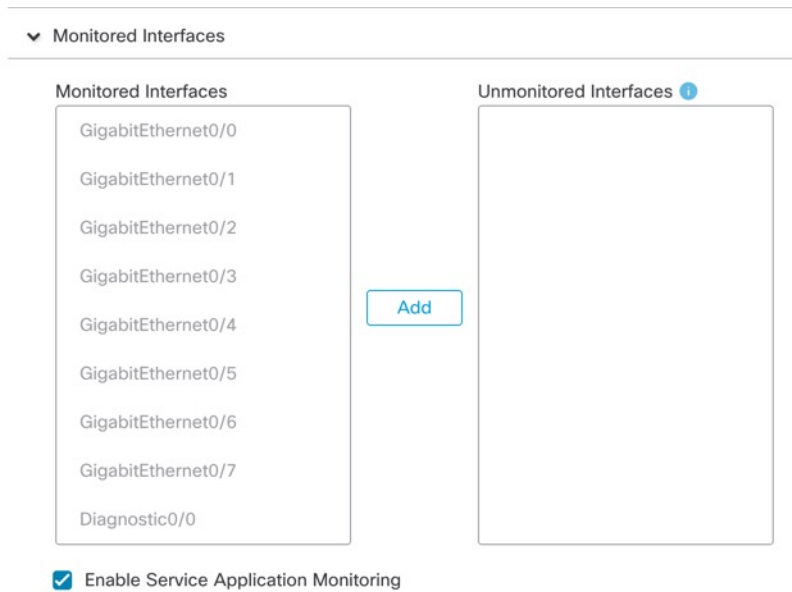 Monitored Interfaces
Monitored Interfaces
GigabitEthernet0/0
GigabitEthernet0/1
GigabitEthernet0/2
GigabitEthernet0/3
GigabitEthernet0/4
GigabitEthernet0/5
GigabitEthernet0/6
GigabitEthernet0/7
Diagnostic0/0
Add
Unmonitored Interfaces i
Enable Service Application Monitoring